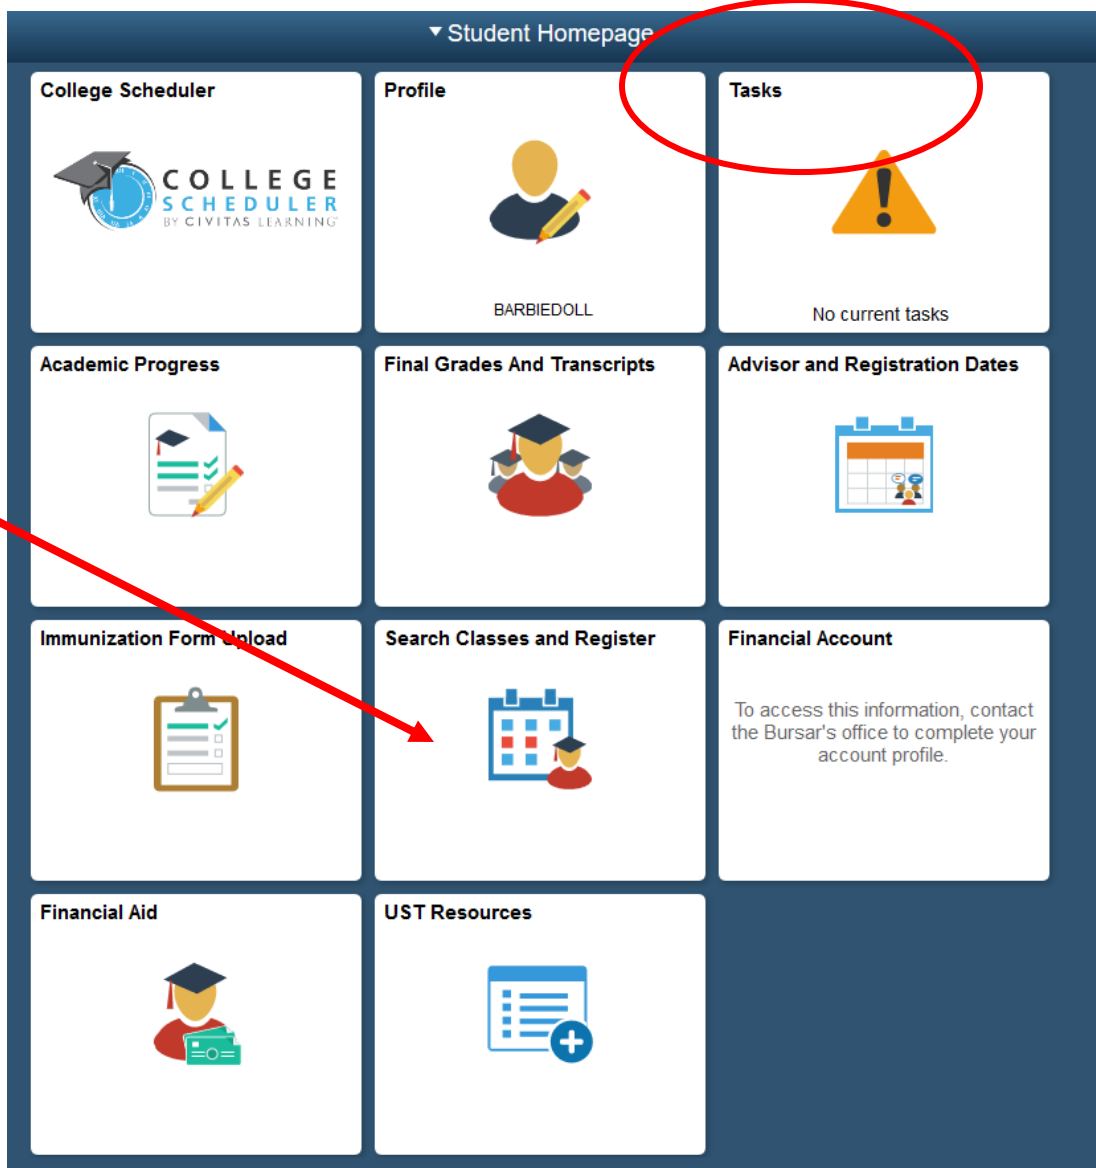 Student Homepage
College Scheduler
COLLEGE
SCHEDULER
BY CIVITAS LEARNING
Profile
BARBIEDOLL
Tasks
No current tasks
Academic Progress
Final Grades And Transcripts
Advisor and Registration Dates
Immunization Form Upload
Search Classes and Register
Financial Account
To access this information, contact
the Bursar's office to complete your
account profile.
Financial Aid
UST Resources